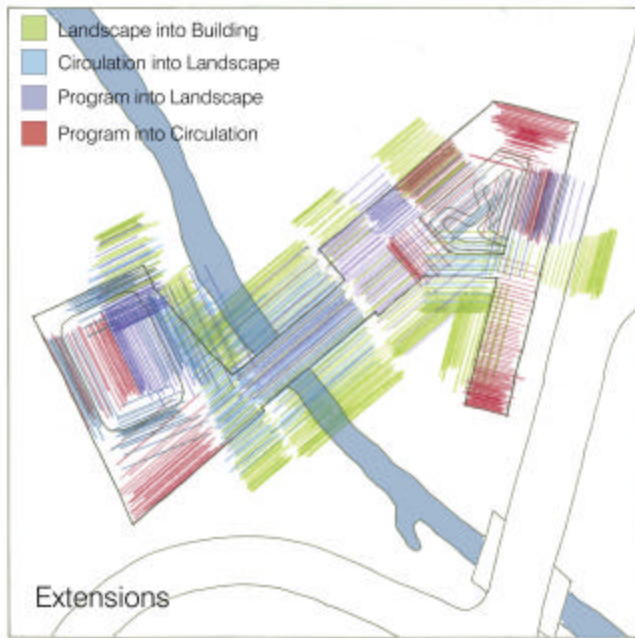 Landscape into Building
Circulation into Landscape
Program into Landscape
Program into Circulation
Extensions